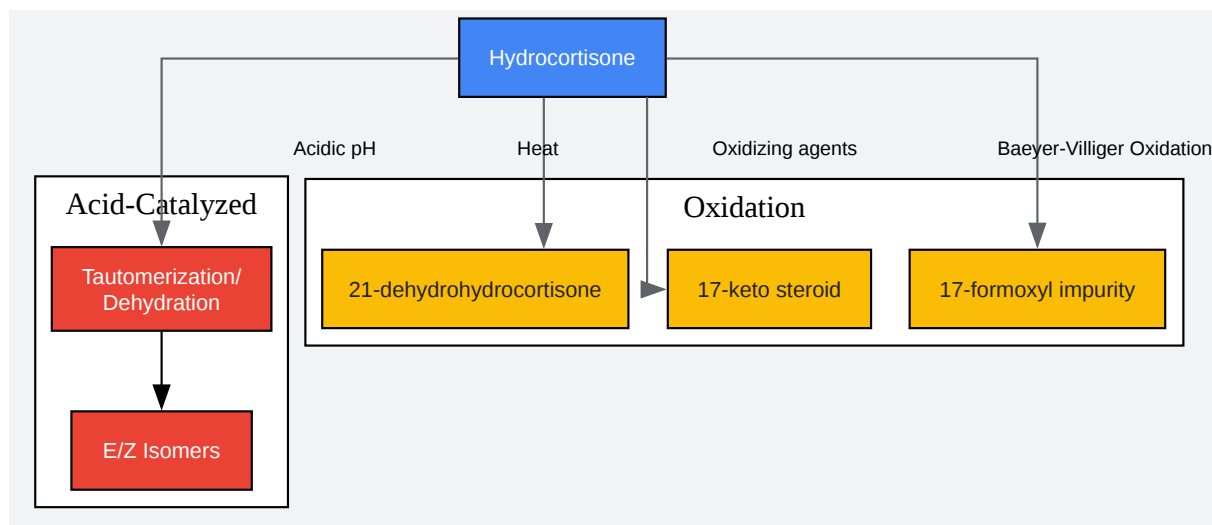 Hydrocortisone
Acidic pH
Heat
Oxidizing agents
Baeyer-Villiger Oxidation
Acid-Catalyzed
Oxidation
Tautomerization/
Dehydration
21-dehydrohydrocortisone
17-keto steroid
17-formoxyl impurity
E/Z Isomers